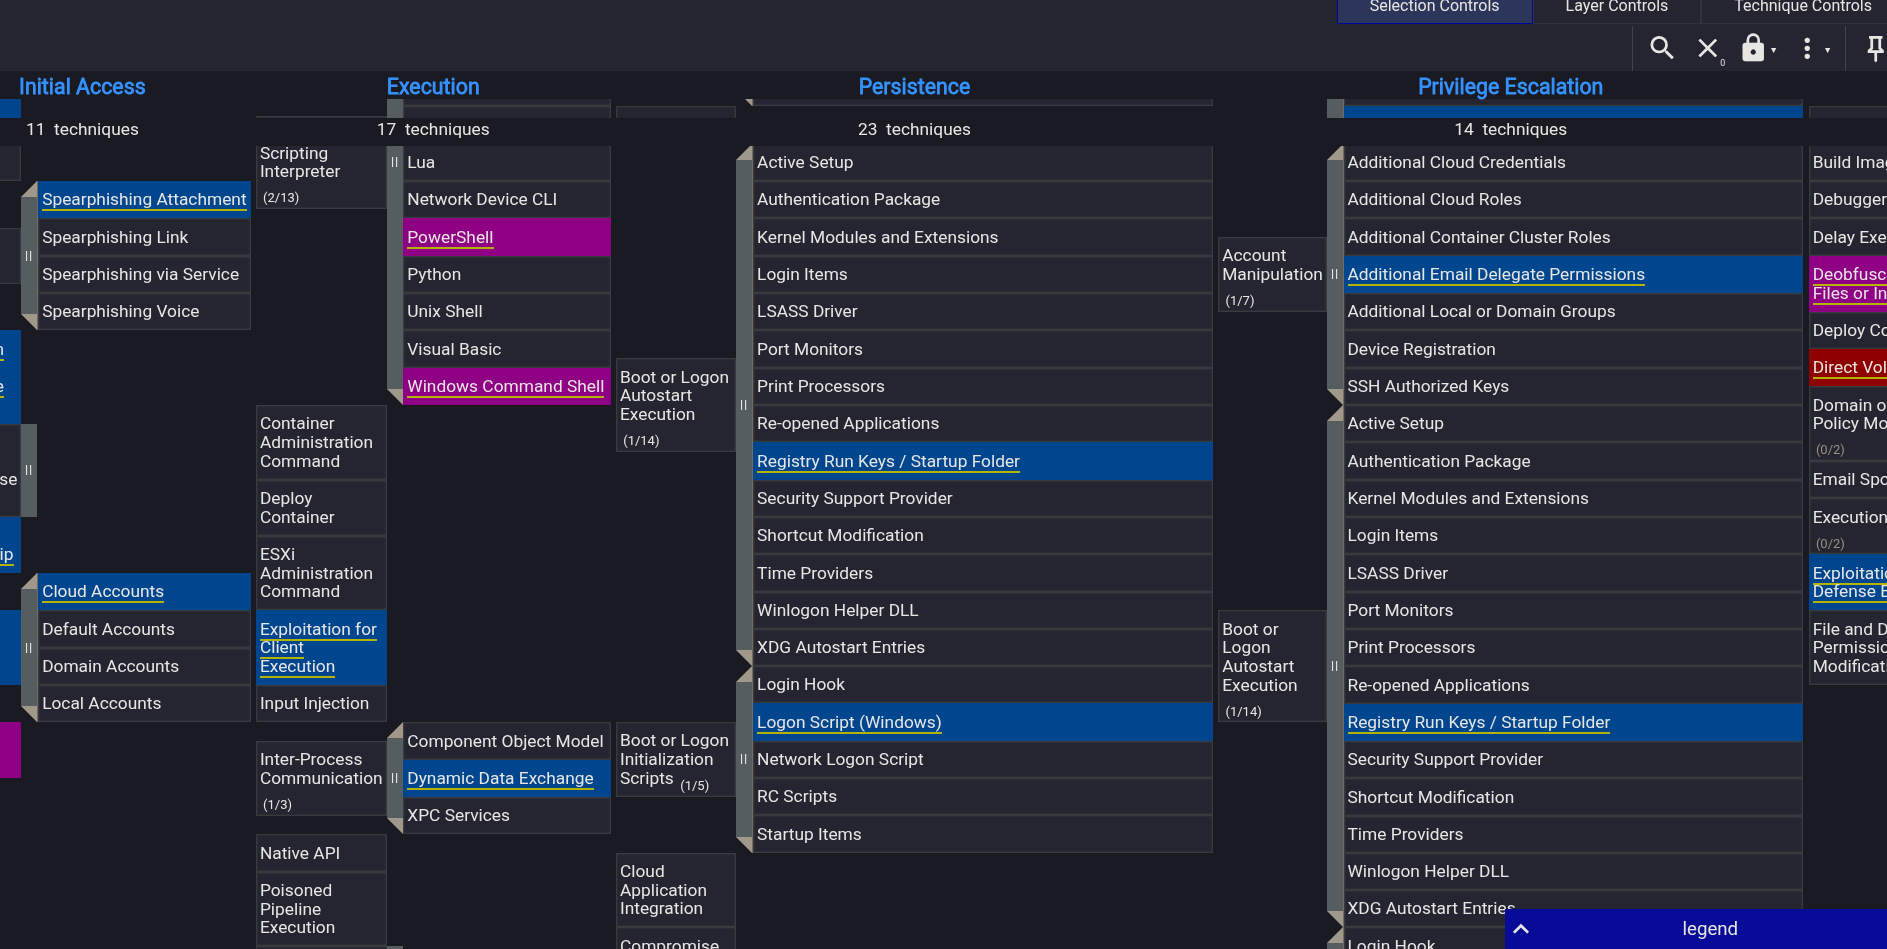 Selection Controls
Layer Controls
Technique Controls
0
Initial Access
Execution
Persistence
Privilege Escalation
11 techniques
17 techniques
23 techniques
14 techniques
Spearphishing Attachment
Spearphishing Link
Spearphishing via Service
Spearphishing Voice
se
ip
Cloud Accounts
Default Accounts
Domain Accounts
Local Accounts
Scripting
Interpreter
(2/13)
Container
Administration
Command
Deploy
Container
ESXi
Administration
Command
Exploitation for
Client
Execution
Input Injection
Inter-Process
Communication
(1/3)
Native API
Poisoned
Pipeline
Execution
Lua
Network Device CLI
PowerShell
Python
Unix Shell
Visual Basic
Windows Command Shell
Component Object Model
Dynamic Data Exchange
XPC Services
Boot or Logon
Autostart
Execution
(1/14)
Boot or Logon
Initialization
Scripts (1/5)
Cloud
Application
Integration
Compromise
Active Setup
Authentication Package
Kernel Modules and Extensions
Login Items
LSASS Driver
Port Monitors
Print Processors
Re-opened Applications
Registry Run Keys / Startup Folder
Security Support Provider
Shortcut Modification
Time Providers
Winlogon Helper DLL
XDG Autostart Entries
Login Hook
Logon Script (Windows)
Network Logon Script
RC Scripts
Startup Items
Account
Manipulation
(1/7)
Boot or
Logon
Autostart
Execution
(1/14)
Additional Cloud Credentials
Additional Cloud Roles
Additional Container Cluster Roles
Additional Email Delegate Permissions
Additional Local or Domain Groups
Device Registration
SSH Authorized Keys
Active Setup
Authentication Package
Kernel Modules and Extensions
Login Items
LSASS Driver
Port Monitors
Print Processors
Re-opened Applications
Registry Run Keys / Startup Folder
Security Support Provider
Shortcut Modification
Time Providers
Winlogon Helper DLL
XDG Autostart Entries
Login Hook
Build Imag
Debugger
Delay Exe
Deobfusc
Files or In
Deploy Co
Direct Vol
Domain o
Policy Mo
(0/2)
Email Spo
Execution
(0/2)
Exploitatio
Defense E
File and D
Permissio
Modificati
legend